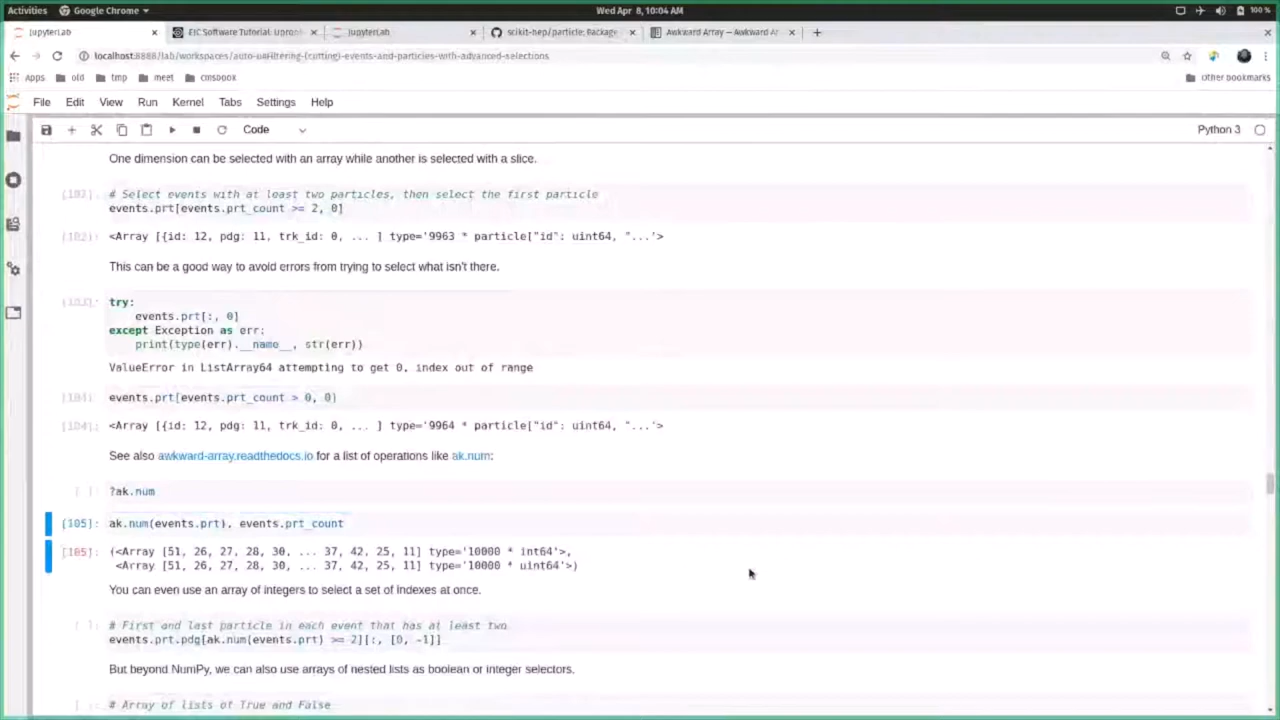 Activities Google Chrome Wed Apr 8, 10:04 AM 100 %
JupyterLab EIC Software Tutorial: Uproo JupyterLab scikit-hep/particle: Package Awkward Array — Awkward Ar
localhost:8888/lab/workspaces/auto-u#Filtering-(cutting)-events-and-particles-with-advanced-selections
Apps old tmp meet cmsbook Other bookmarks
File Edit View Run Kernel Tabs Settings Help
Code Python 3
One dimension can be selected with an array while another is selected with a slice.
# Select events with at least two particles, then select the first particle
events.prt[events.prt_count >= 2, 0]
<Array [{id: 12, pdg: 11, trk_id: 0, ... ] type='9963 * particle["id": uint64, "...'>
This can be a good way to avoid errors from trying to select what isn't there.
[103]: try:
events.prt[:, 0]
except Exception as err:
print(type(err).__name__, str(err))
ValueError in ListArray64 attempting to get 0, index out of range
[104]: events.prt[events.prt_count > 0, 0]
[104]: <Array [{id: 12, pdg: 11, trk_id: 0, ... ] type='9964 * particle["id": uint64, "...'>
See also awkward-array.readthedocs.io for a list of operations like ak.num:
[ ]: ?ak.num
[105]: ak.num(events.prt), events.prt_count
[105]: (<Array [51, 26, 27, 28, 30, ... 37, 42, 25, 11] type='10000 * int64'>,
<Array [51, 26, 27, 28, 30, ... 37, 42, 25, 11] type='10000 * uint64'>)
You can even use an array of integers to select a set of indexes at once.
[ ]: # First and last particle in each event that has at least two
events.prt.pdg[ak.num(events.prt) >= 2][:, [0, -1]]
But beyond NumPy, we can also use arrays of nested lists as boolean or integer selectors.
[ ]: # Array of lists of True and False